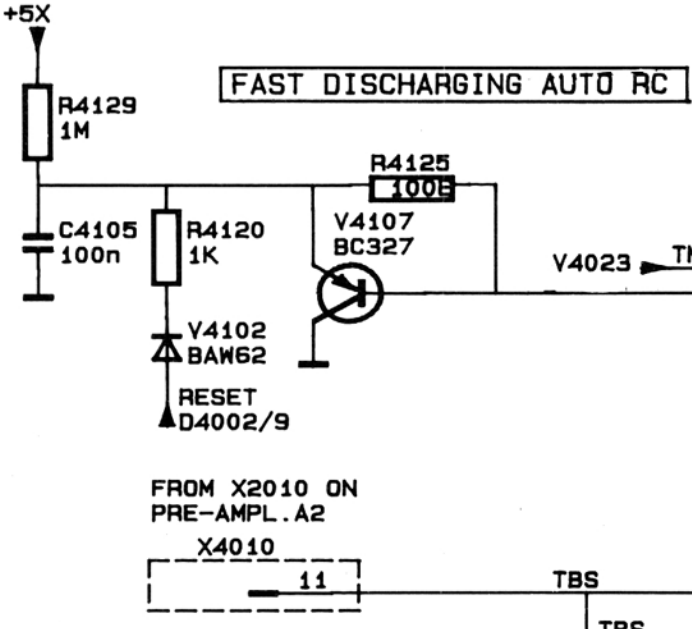 +5X
FAST DISCHARGING AUTO RC
R4129
1M
R4125
100E
C4105
100n
R4120
1K
V4107
BC327
V4023
V4102
BAW62
RESET
D4002/9
FROM X2010 ON
PRE-AMPL.A2
X4010
11
TBS
TBS